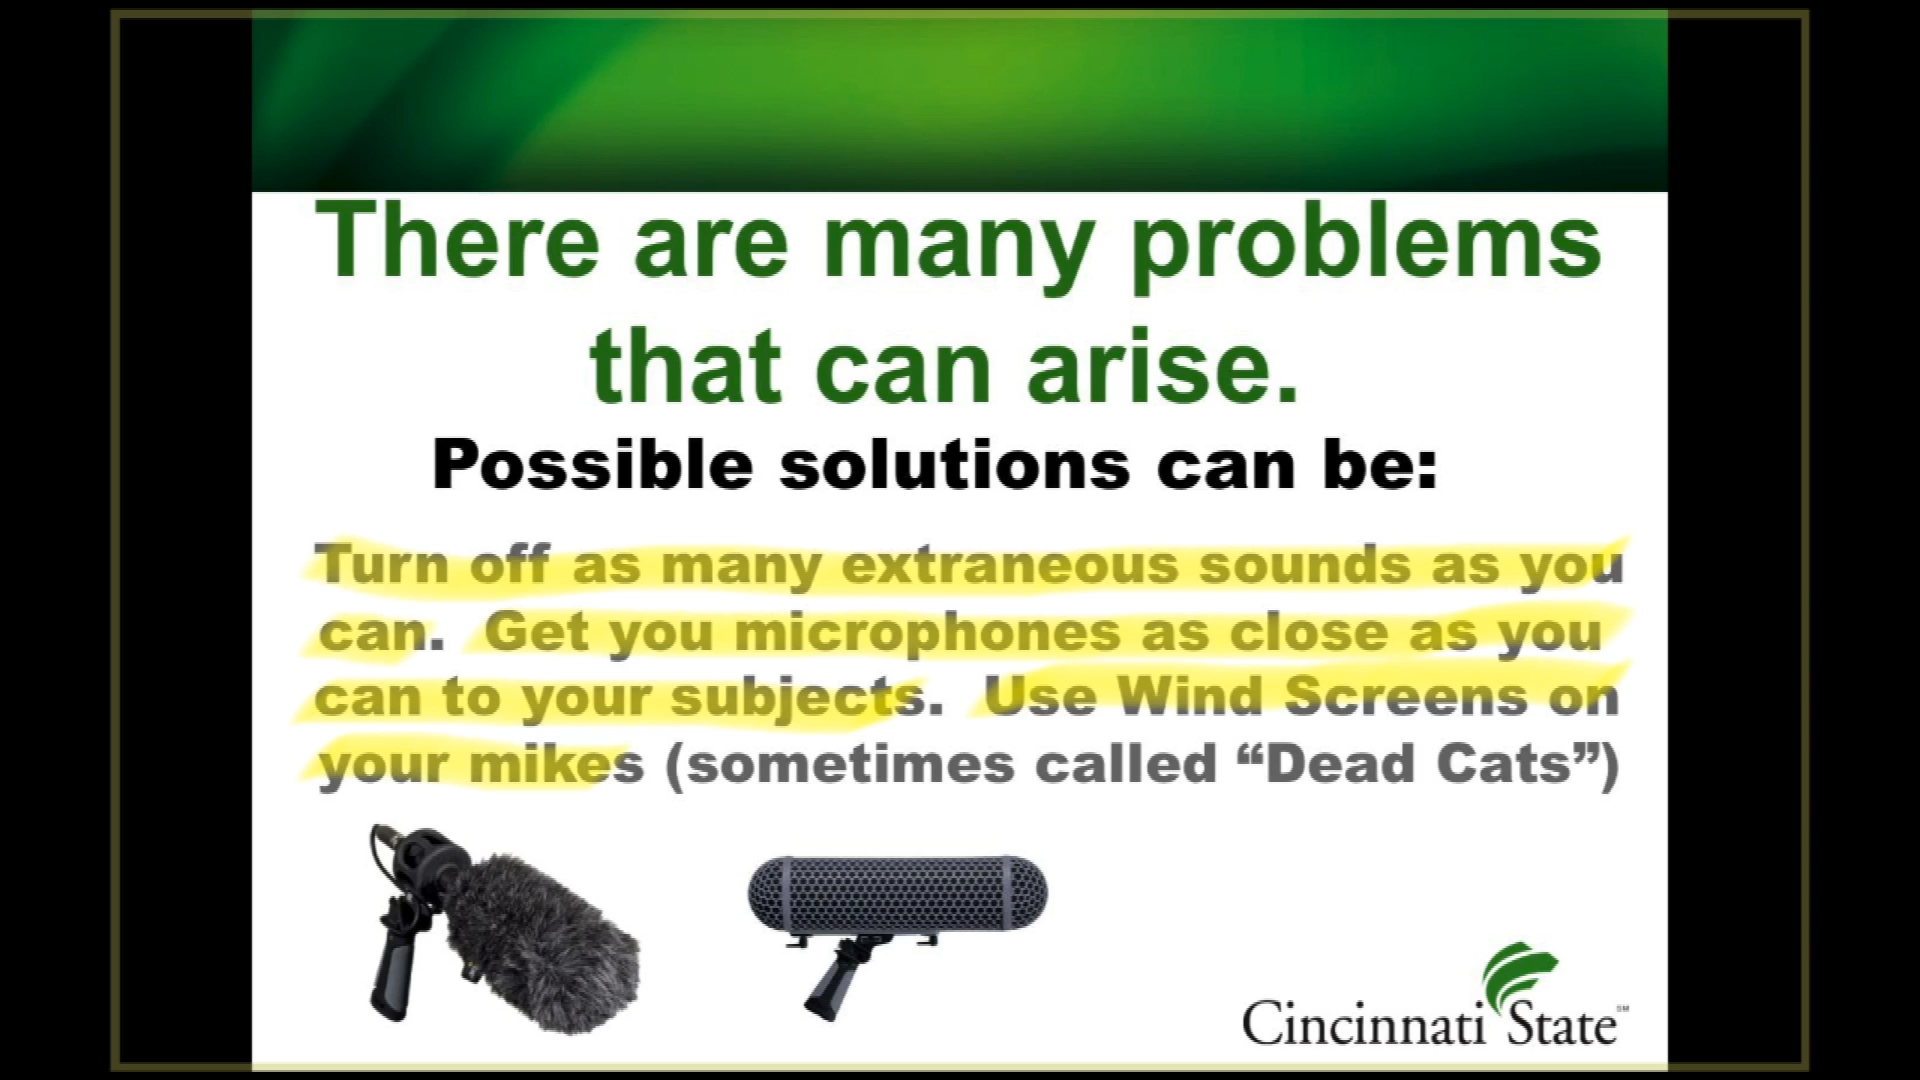 There are many problems
that can arise.
Possible solutions can be:
Turn off as many extraneous sounds as you
can. Get you microphones as close as you
can to your subjects. Use Wind Screens on
your mikes (sometimes called “Dead Cats”)
Cincinnati State℠